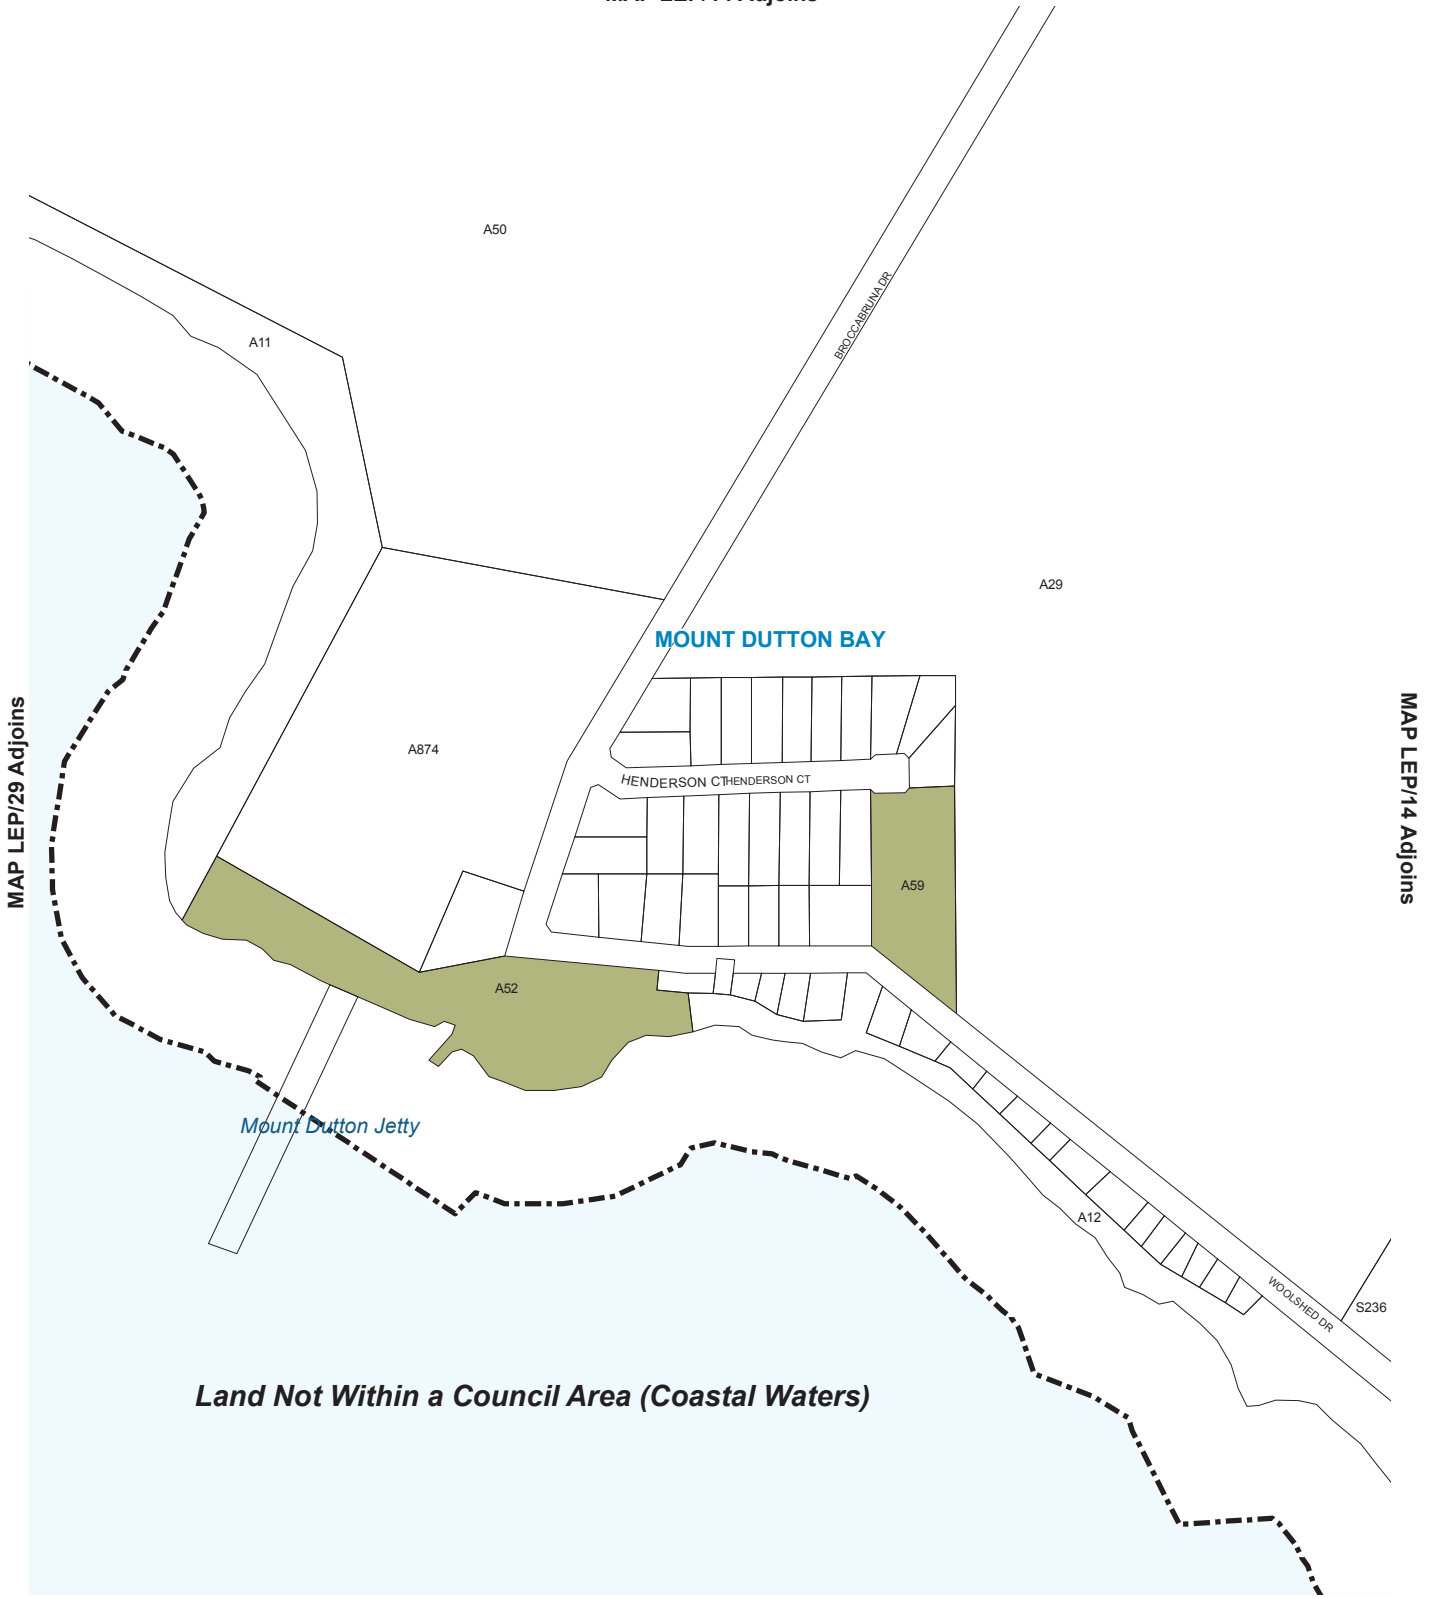 A50
BROCCABRUNA DR
A11
A29
MOUNT DUTTON BAY
MAP LEP/29 Adjoins
MAP LEP/14 Adjoins
A874
HENDERSON CT
HENDERSON CT
A59
A52
Mount Dutton Jetty
A12
WOOLSHED DR
S236
Land Not Within a Council Area (Coastal Waters)